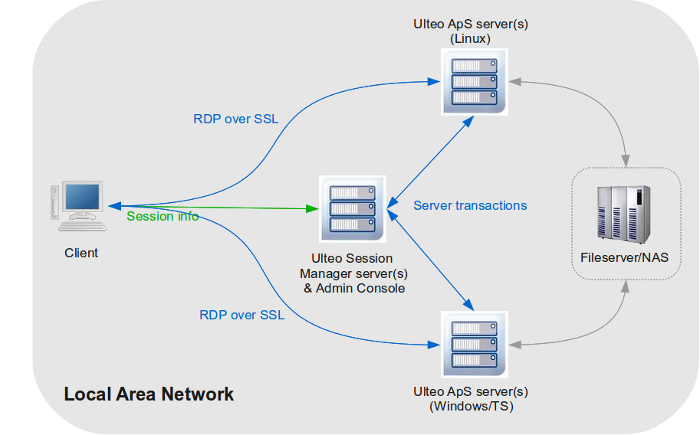 Ulteo ApS server(s)
(Linux)
RDP over SSL
Session info
Server transactions
Client
Ulteo Session
Manager server(s)
& Admin Console
Fileserver/NAS
RDP over SSL
Ulteo ApS server(s)
(Windows/TS)
Local Area Network